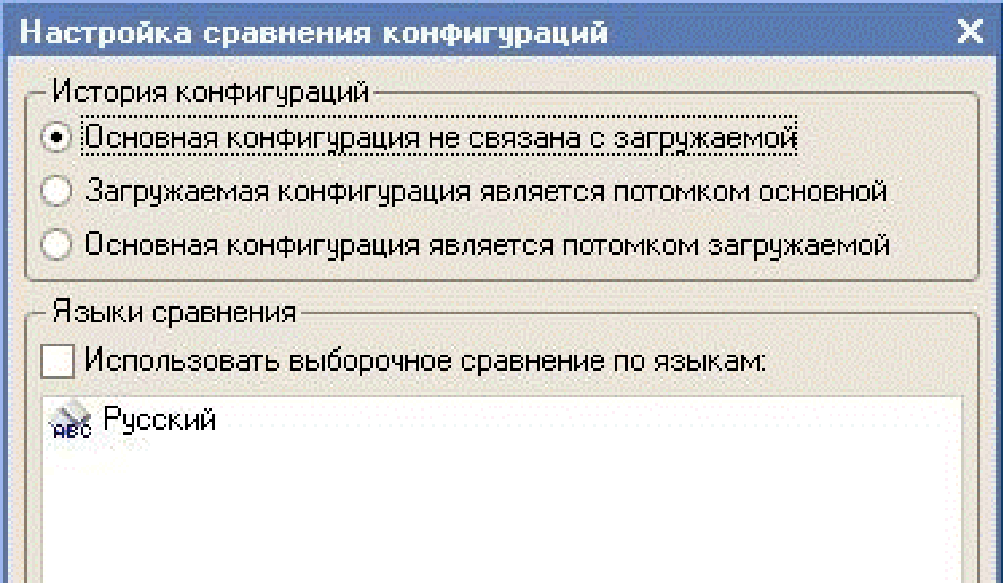 Настройка сравнения конфигураций
История конфигураций
Основная конфигурация не связана с загружаемой
Загружаемая конфигурация является потомком основной
Основная конфигурация является потомком загружаемой
Языки сравнения
Использовать выборочное сравнение по языкам:
ABC Русский